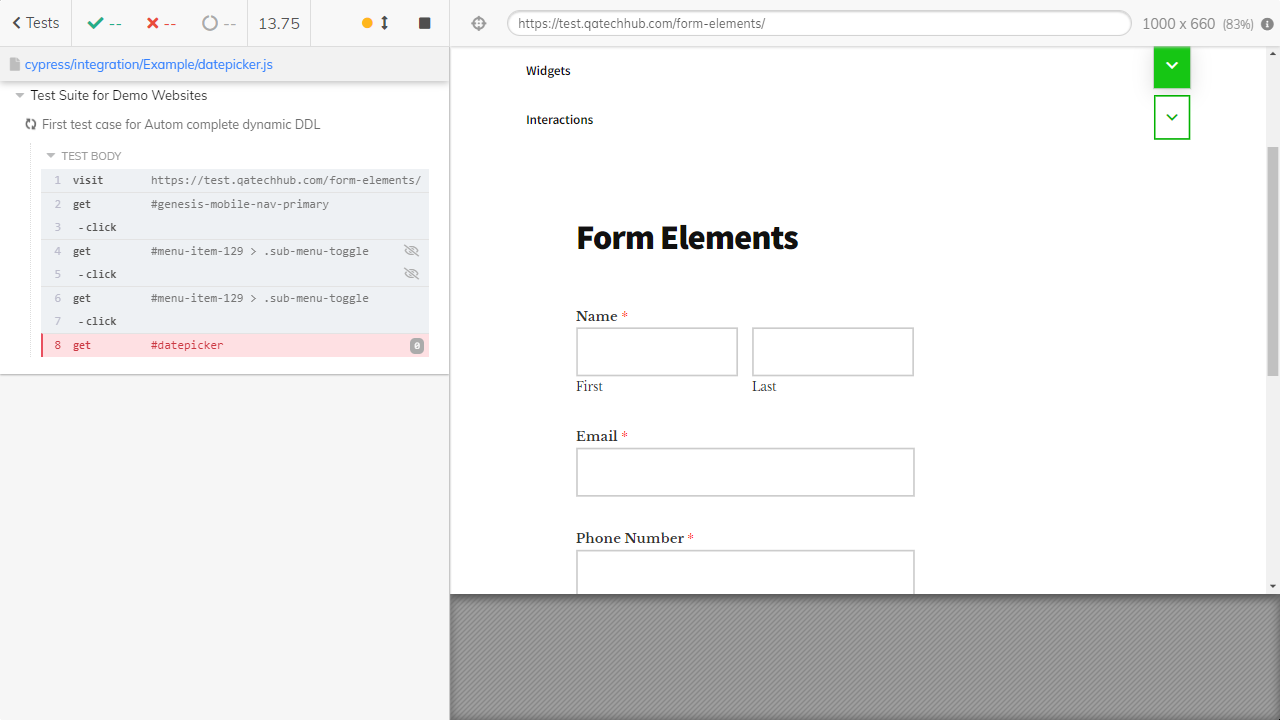 Tests -- -- -- 13.75
https://test.qatechhub.com/form-elements/ 1000 x 660 (83%)
cypress/integration/Example/datepicker.js
Test Suite for Demo Websites
First test case for Autom complete dynamic DDL
TEST BODY
1 visit https://test.qatechhub.com/form-elements/
2 get #genesis-mobile-nav-primary
3 -click
4 get #menu-item-129 > .sub-menu-toggle
5 -click
6 get #menu-item-129 > .sub-menu-toggle
7 -click
8 get #datepicker 0
Widgets
Interactions
Form Elements
Name *
First Last
Email *
Phone Number *